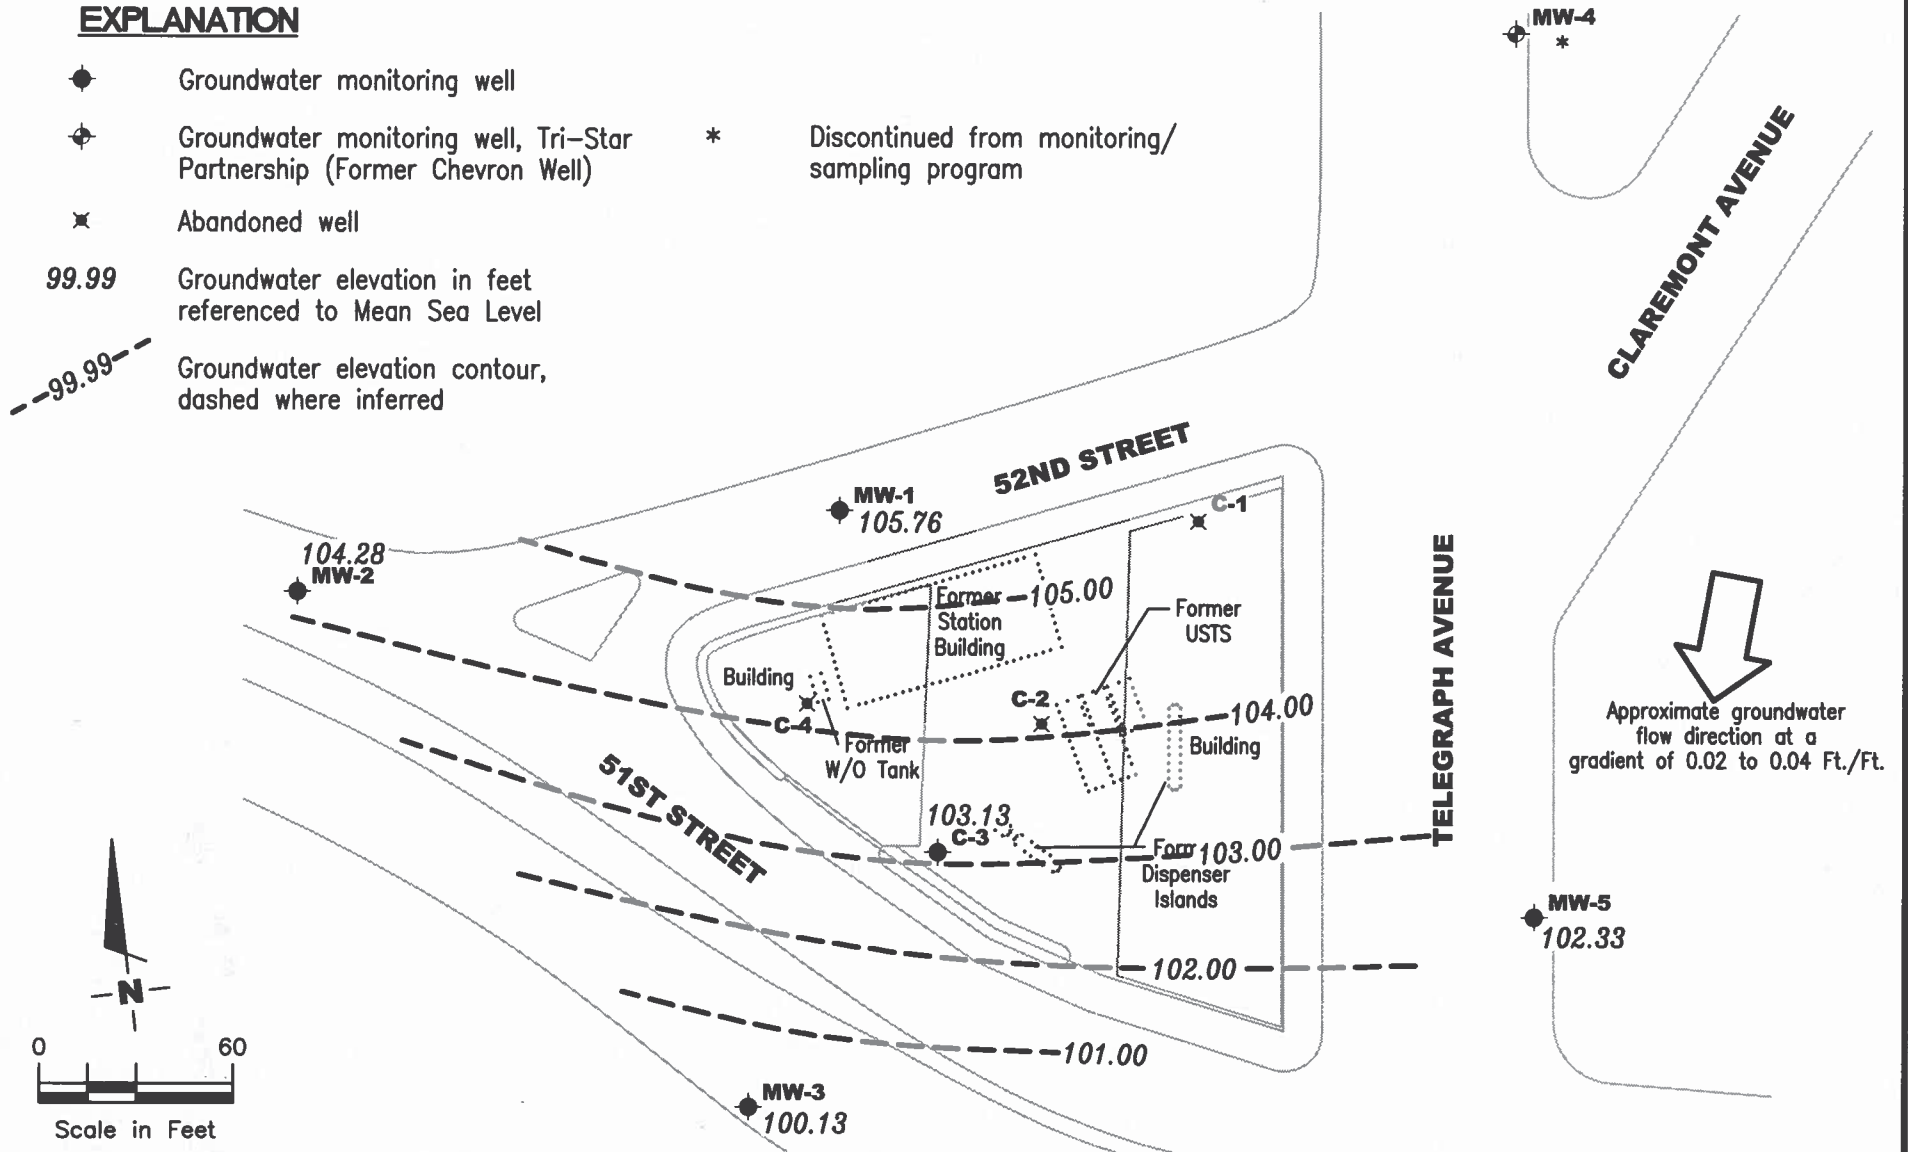 EXPLANATION
Groundwater monitoring well
Groundwater monitoring well, Tri-Star
Partnership (Former Chevron Well)
* Discontinued from monitoring/
sampling program
Abandoned well
99.99 Groundwater elevation in feet
referenced to Mean Sea Level
99.99 Groundwater elevation contour,
dashed where inferred
MW-4
*
CLAREMONT AVENUE
52ND STREET
MW-1
105.76
C-1
104.28
MW-2
105.00
Former
Station
Building
Former
USTS
Building
C-2
C-4
104.00
Former
W/O Tank
Building
TELEGRAPH AVENUE
Approximate groundwater
flow direction at a
gradient of 0.02 to 0.04 Ft./Ft.
51ST STREET
103.13
C-3
103.00
Dispenser
Islands
MW-5
102.33
102.00
101.00
MW-3
100.13
N
0 60
Scale in Feet